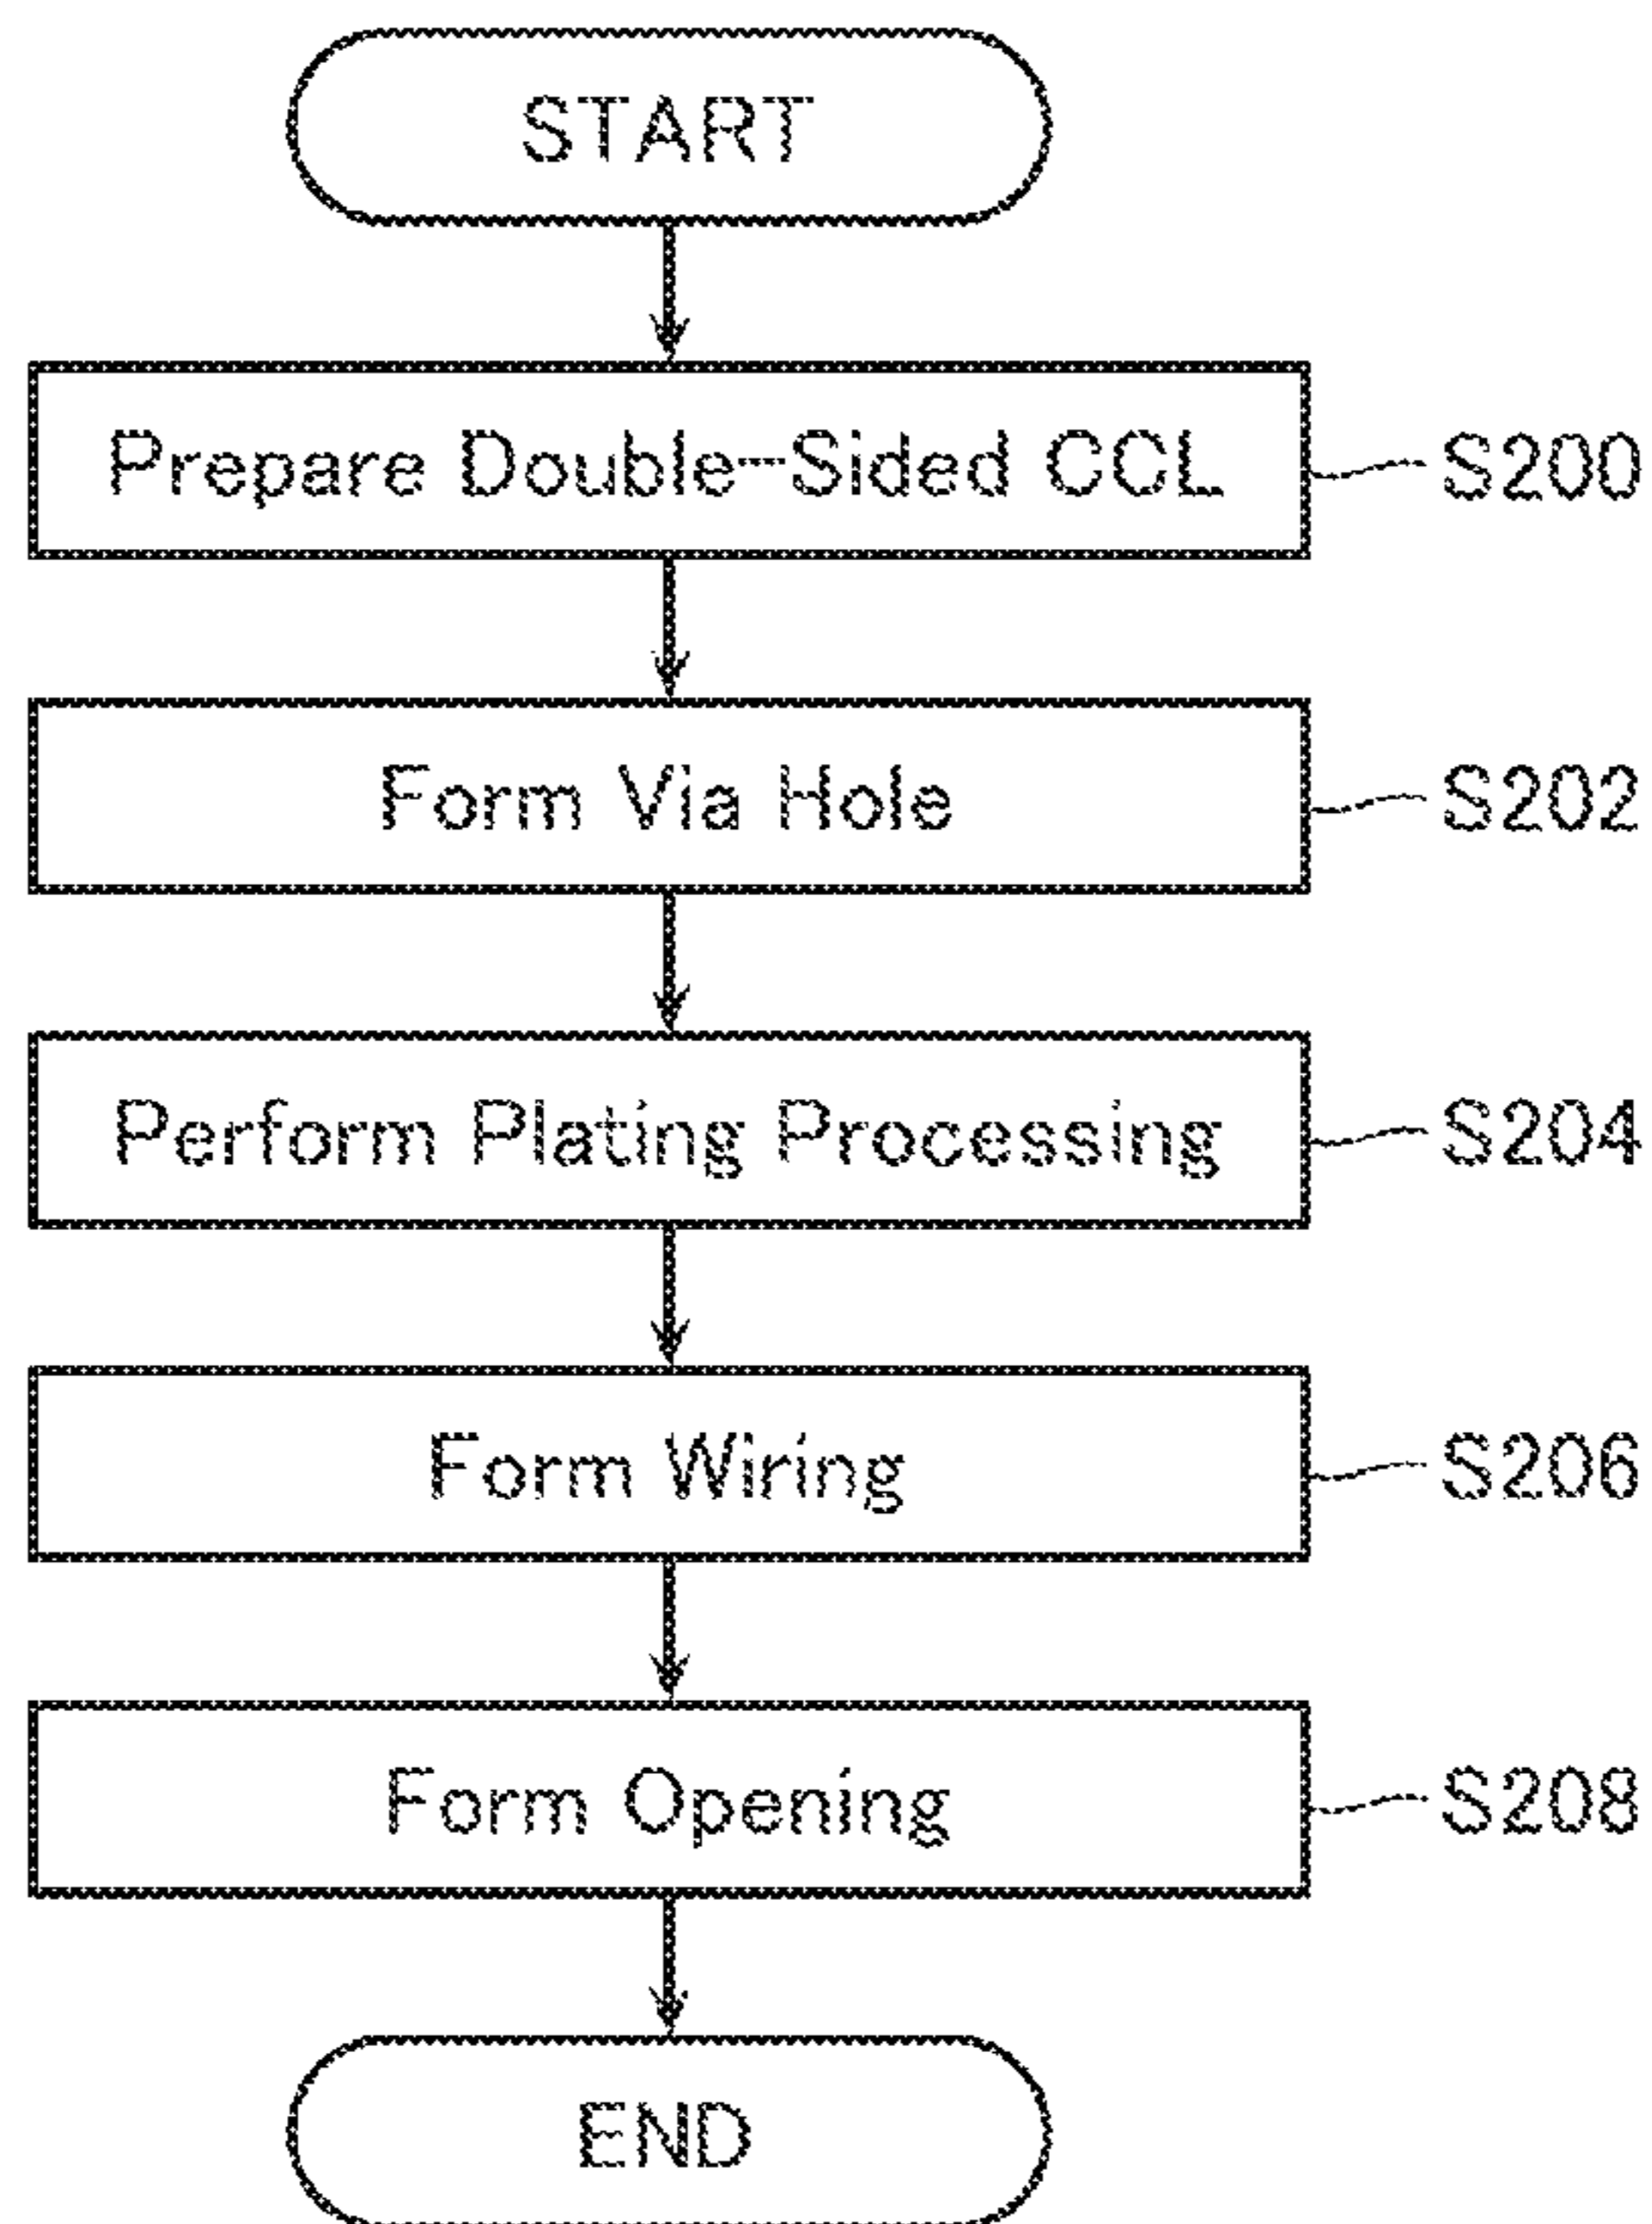 START
Prepare Double-Sided CCL
S200
Form Via Hole
S202
Perform Plating Processing
S204
Form Wiring
S206
Form Opening
S208
END